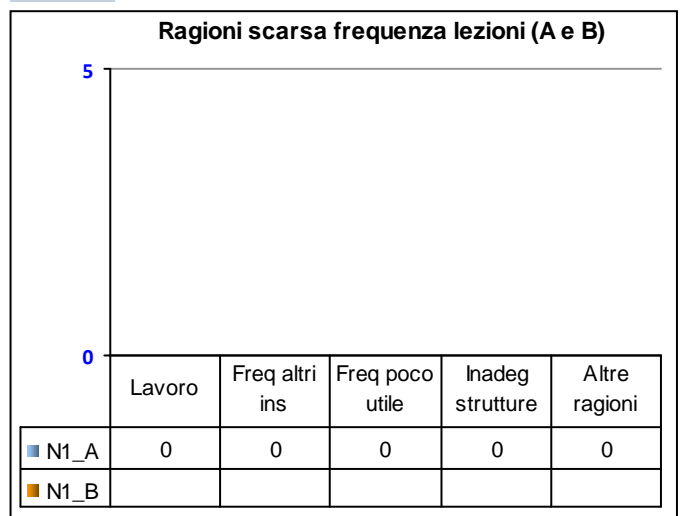 Ragioni scarsa frequenza lezioni (A e B)
5
0
Lavoro
Freq altri
ins
Freq poco
utile
Inadeg
strutture
Altre
ragioni
N1_A 0 0 0 0 0
N1_B